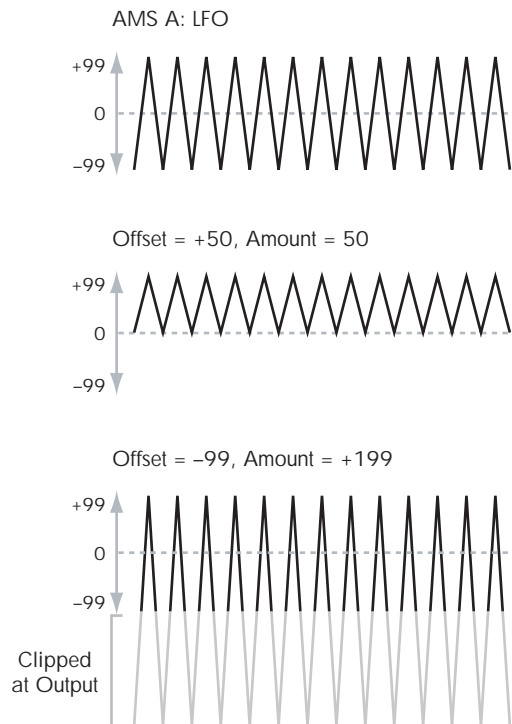 AMS A: LFO
+99
0
–99
Offset = +50, Amount = 50
+99
0
–99
Offset = –99, Amount = +199
+99
0
–99
Clipped
at Output